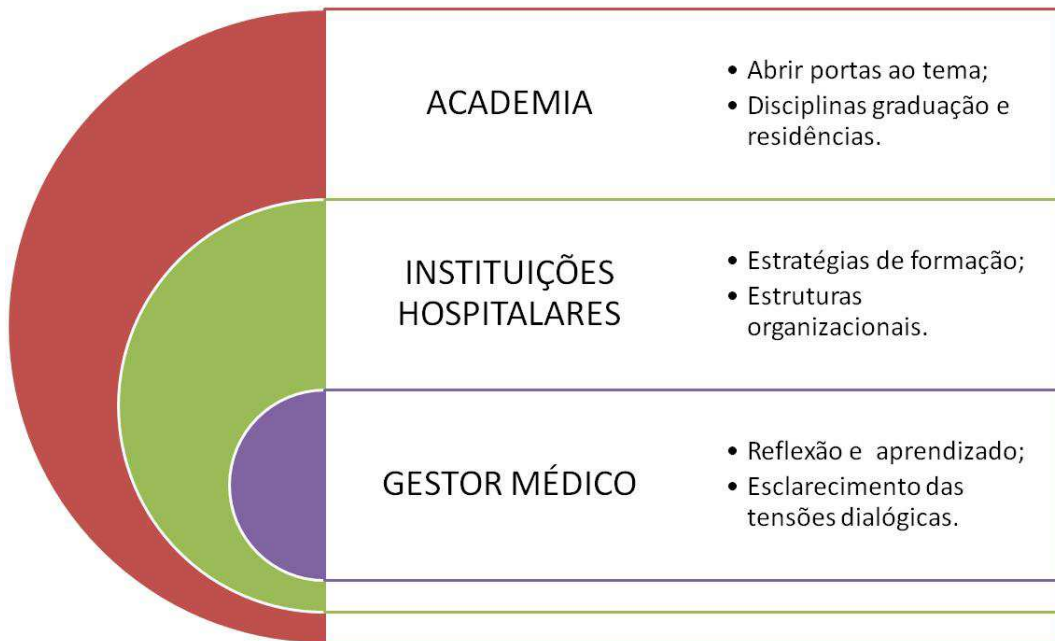 ACADEMIA
• Abrir portas ao tema;
• Disciplinas graduação e
residências.
INSTITUIÇÕES
HOSPITALARES
• Estratégias de formação;
• Estruturas
organizacionais.
GESTOR MÉDICO
• Reflexão e aprendizado;
• Esclarecimento das
tensões dialógicas.